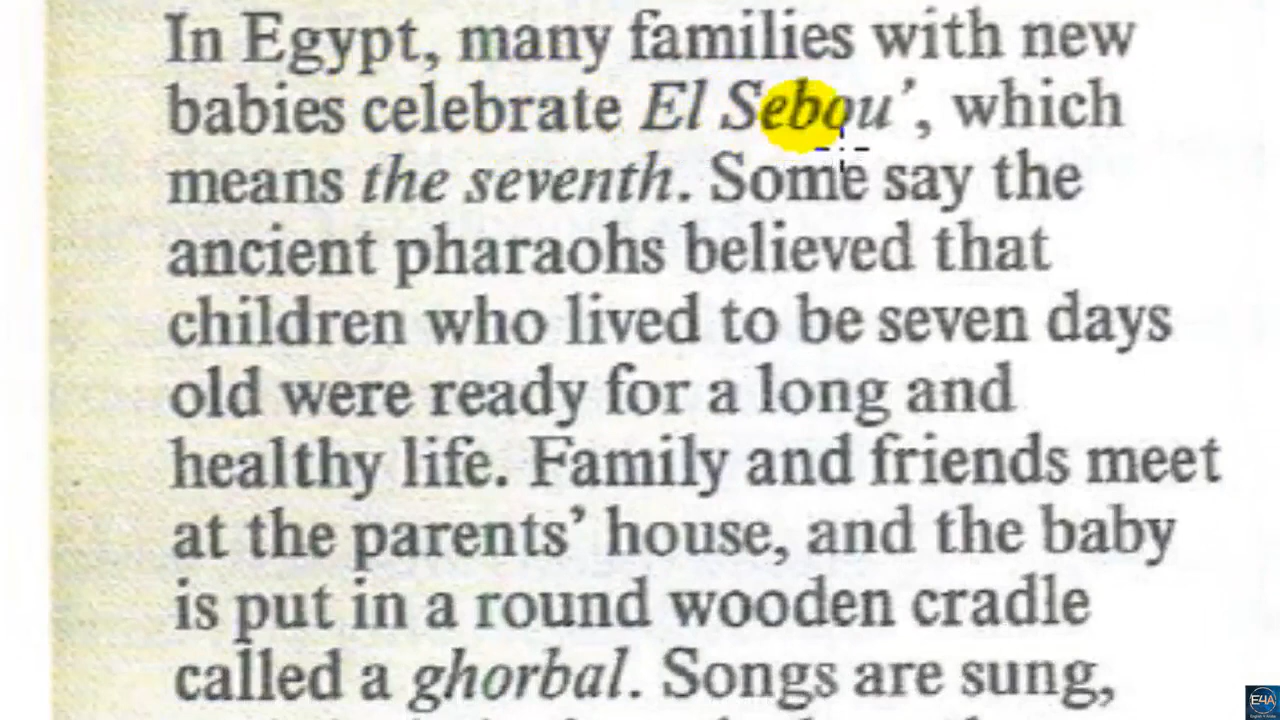 In Egypt, many families with new
babies celebrate El Sebou', which
means the seventh. Some say the
ancient pharaohs believed that
children who lived to be seven days
old were ready for a long and
healthy life. Family and friends meet
at the parents' house, and the baby
is put in a round wooden cradle
called a ghorbal. Songs are sung,
E4A